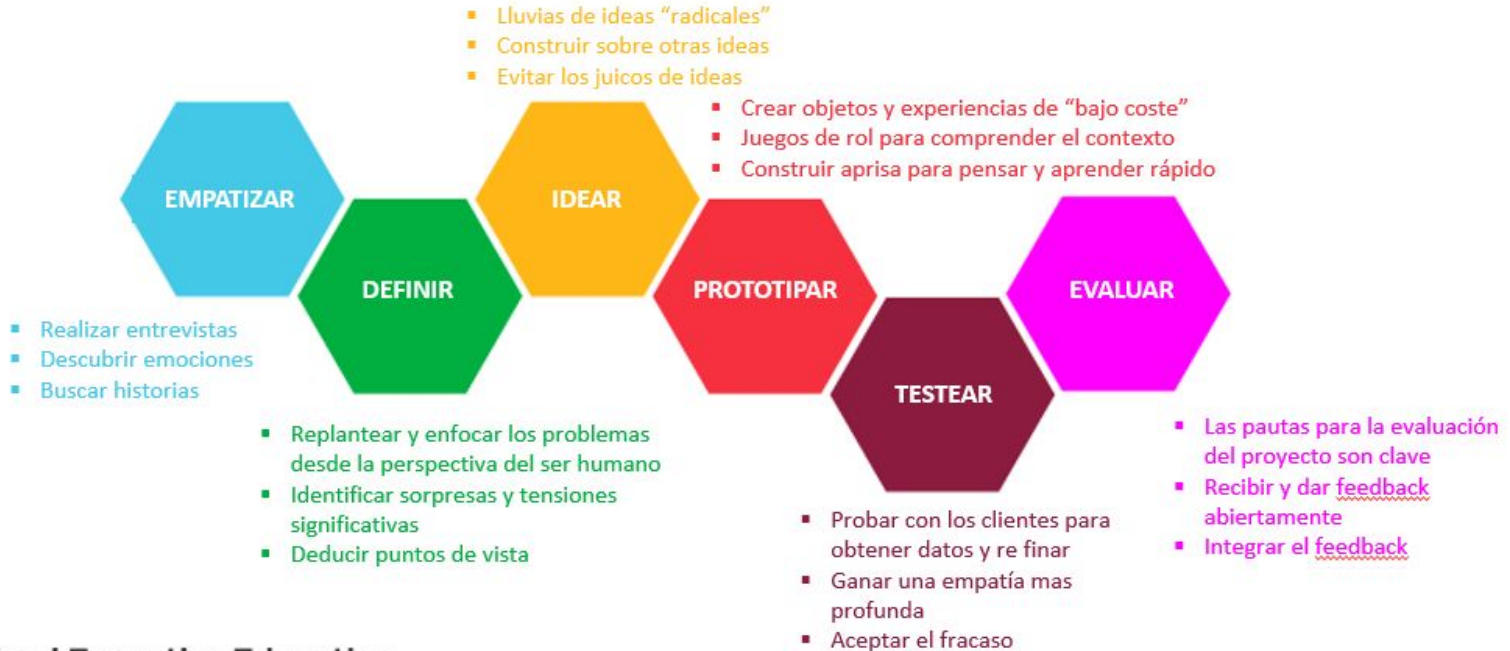 Lluvias de ideas “radicales”
Construir sobre otras ideas
Evitar los juicos de ideas
Crear objetos y experiencias de “bajo coste”
Juegos de rol para comprender el contexto
Construir aprisa para pensar y aprender rápido
EMPATIZAR
IDEAR
DEFINIR
PROTOTIPAR
EVALUAR
TESTEAR
Realizar entrevistas
Descubrir emociones
Buscar historias
Replantear y enfocar los problemas
desde la perspectiva del ser humano
Identificar sorpresas y tensiones
significativas
Deducir puntos de vista
Probar con los clientes para
obtener datos y re finar
Ganar una empatía mas
profunda
Aceptar el fracaso
Las pautas para la evaluación
del proyecto son clave
Recibir y dar feedback
abiertamente
Integrar el feedback